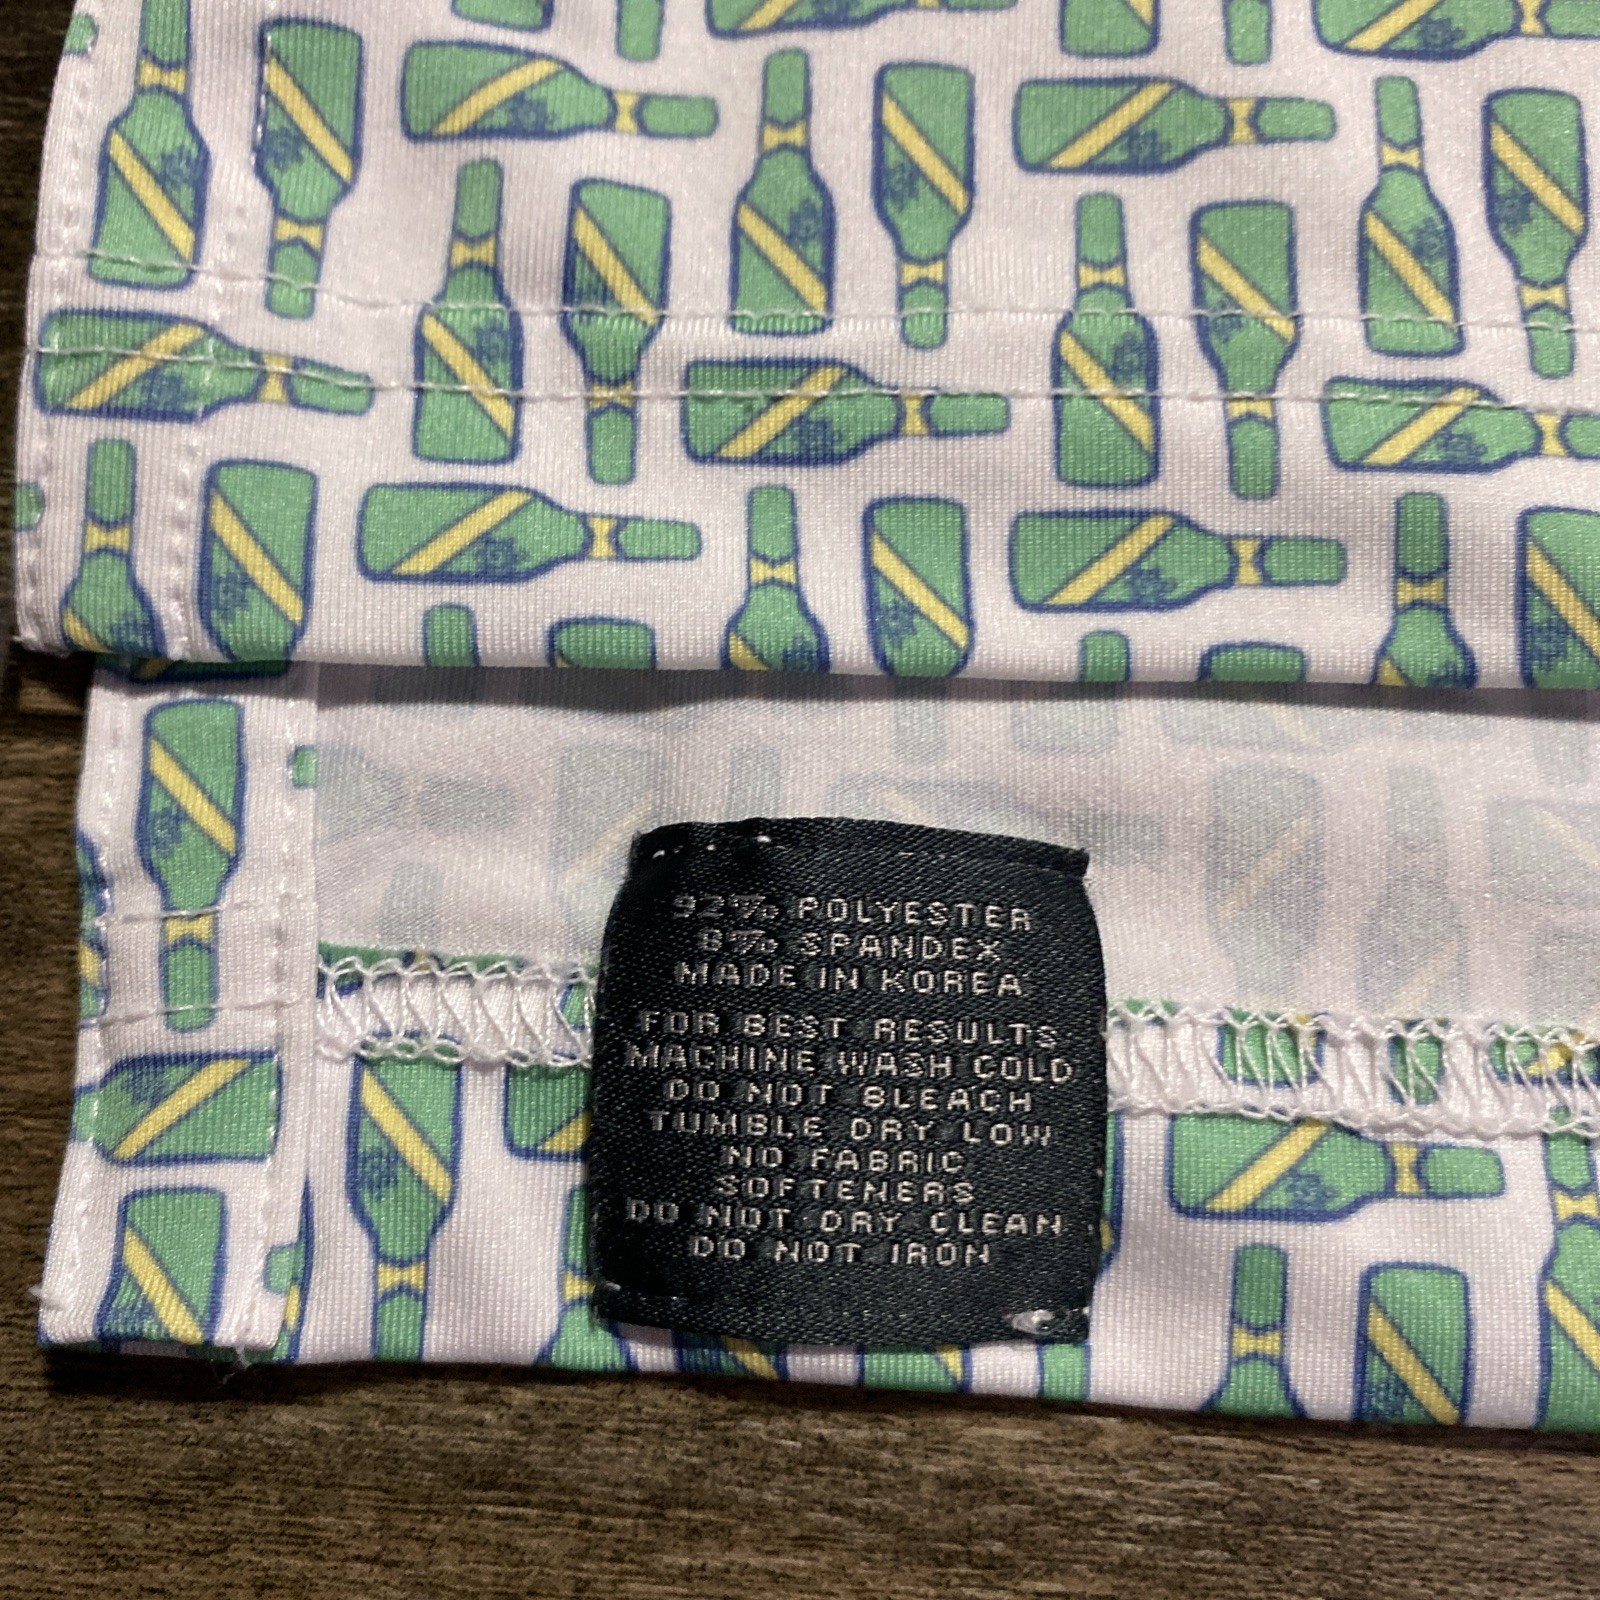 92% POLYESTER
8% SPANDEX
MADE IN KOREA
FOR BEST RESULTS
MACHINE WASH COLD
DO NOT BLEACH
TUMBLE DRY LOW
NO FABRIC
SOFTENERS
DO NOT DRY CLEAN
DO NOT IRON